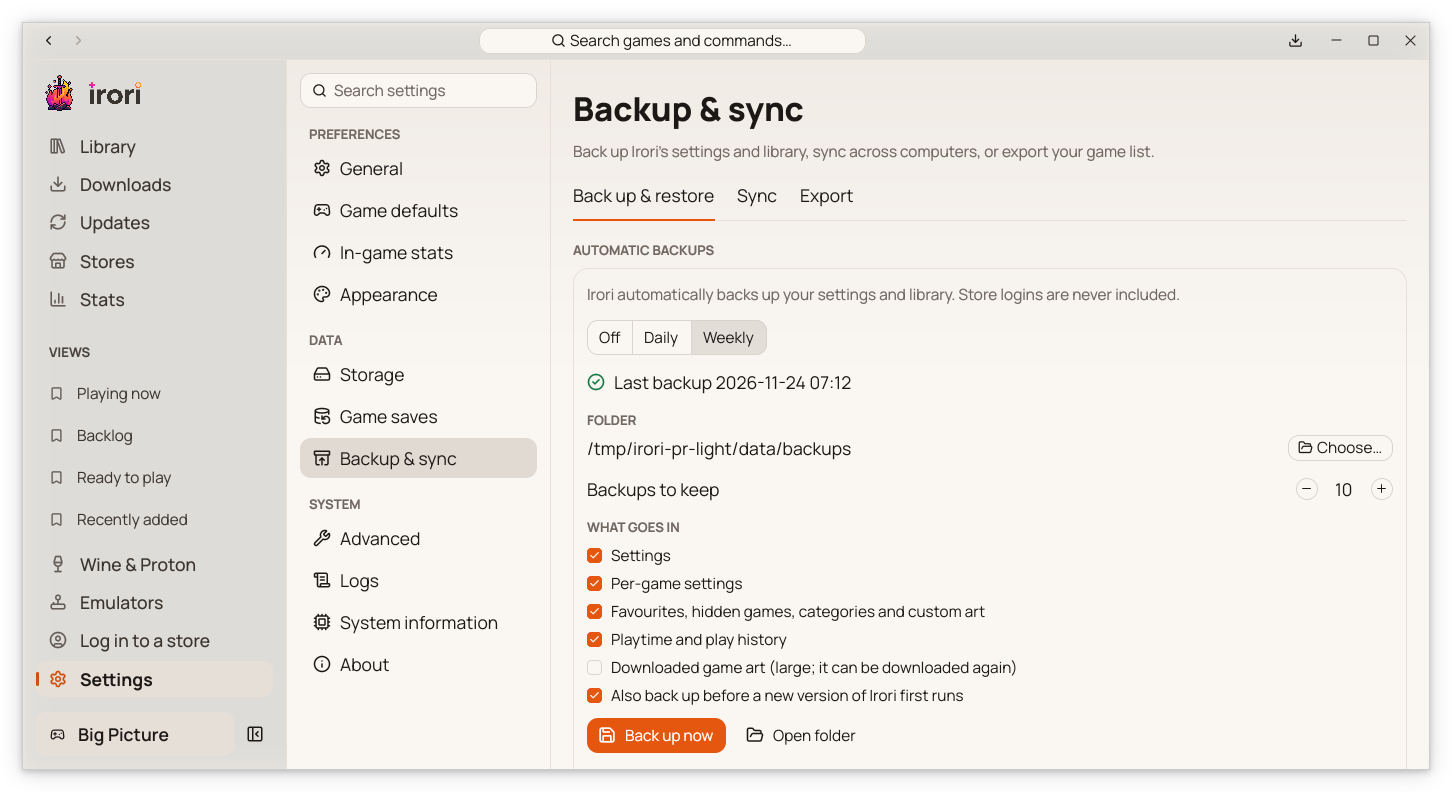 Search games and commands...
irori
Library
Downloads
Updates
Stores
Stats
VIEWS
Playing now
Backlog
Ready to play
Recently added
Wine & Proton
Emulators
Log in to a store
Settings
Big Picture
Search settings
PREFERENCES
General
Game defaults
In-game stats
Appearance
DATA
Storage
Game saves
Backup & sync
SYSTEM
Advanced
Logs
System information
About
Backup & sync
Back up Irori's settings and library, sync across computers, or export your game list.
Back up & restore Sync Export
AUTOMATIC BACKUPS
Irori automatically backs up your settings and library. Store logins are never included.
Off Daily Weekly
Last backup 2026-11-24 07:12
FOLDER
/tmp/irori-pr-light/data/backups Choose...
Backups to keep 10
WHAT GOES IN
Settings
Per-game settings
Favourites, hidden games, categories and custom art
Playtime and play history
Downloaded game art (large; it can be downloaded again)
Also back up before a new version of Irori first runs
Back up now Open folder